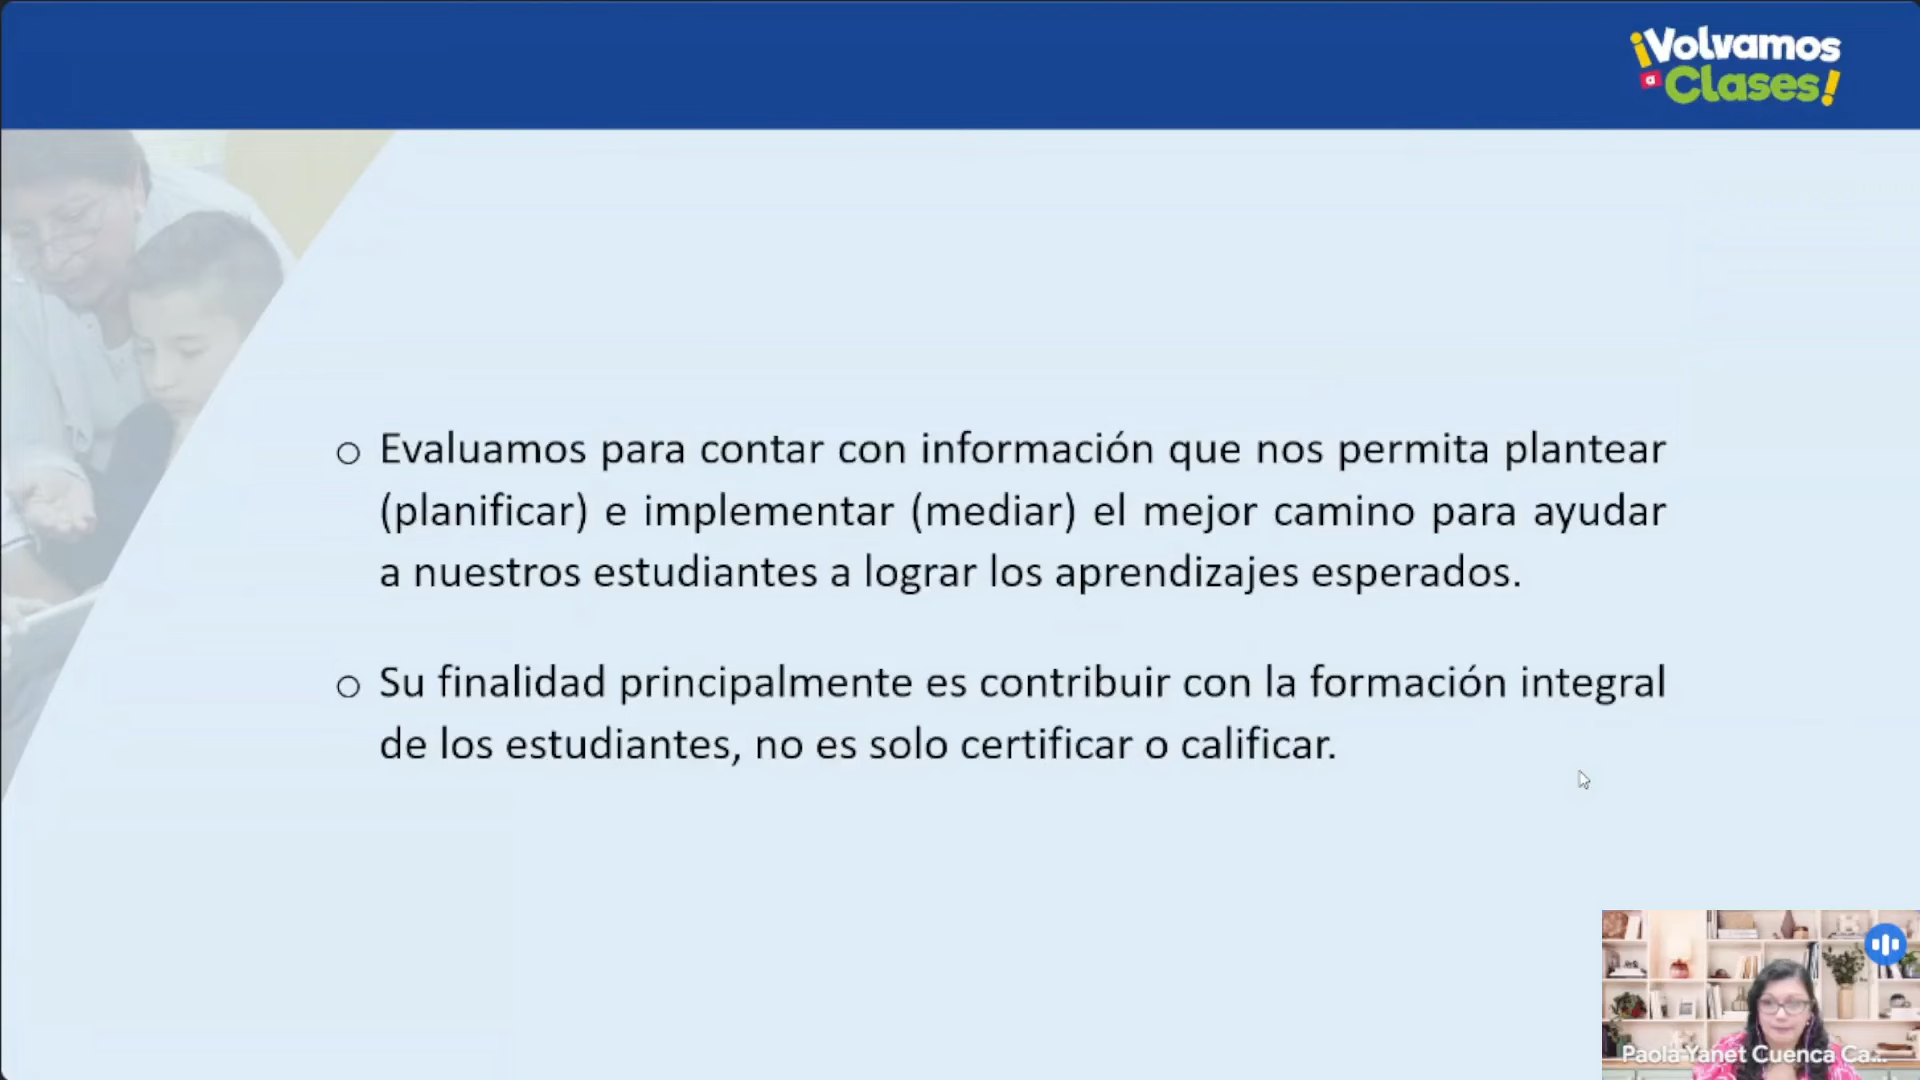 ¡Volvamos
a Clases!
o Evaluamos para contar con información que nos permita plantear
(planificar) e implementar (mediar) el mejor camino para ayudar
a nuestros estudiantes a lograr los aprendizajes esperados.
o Su finalidad principalmente es contribuir con la formación integral
de los estudiantes, no es solo certificar o calificar.
Paola Yanet Cuenca Ca...